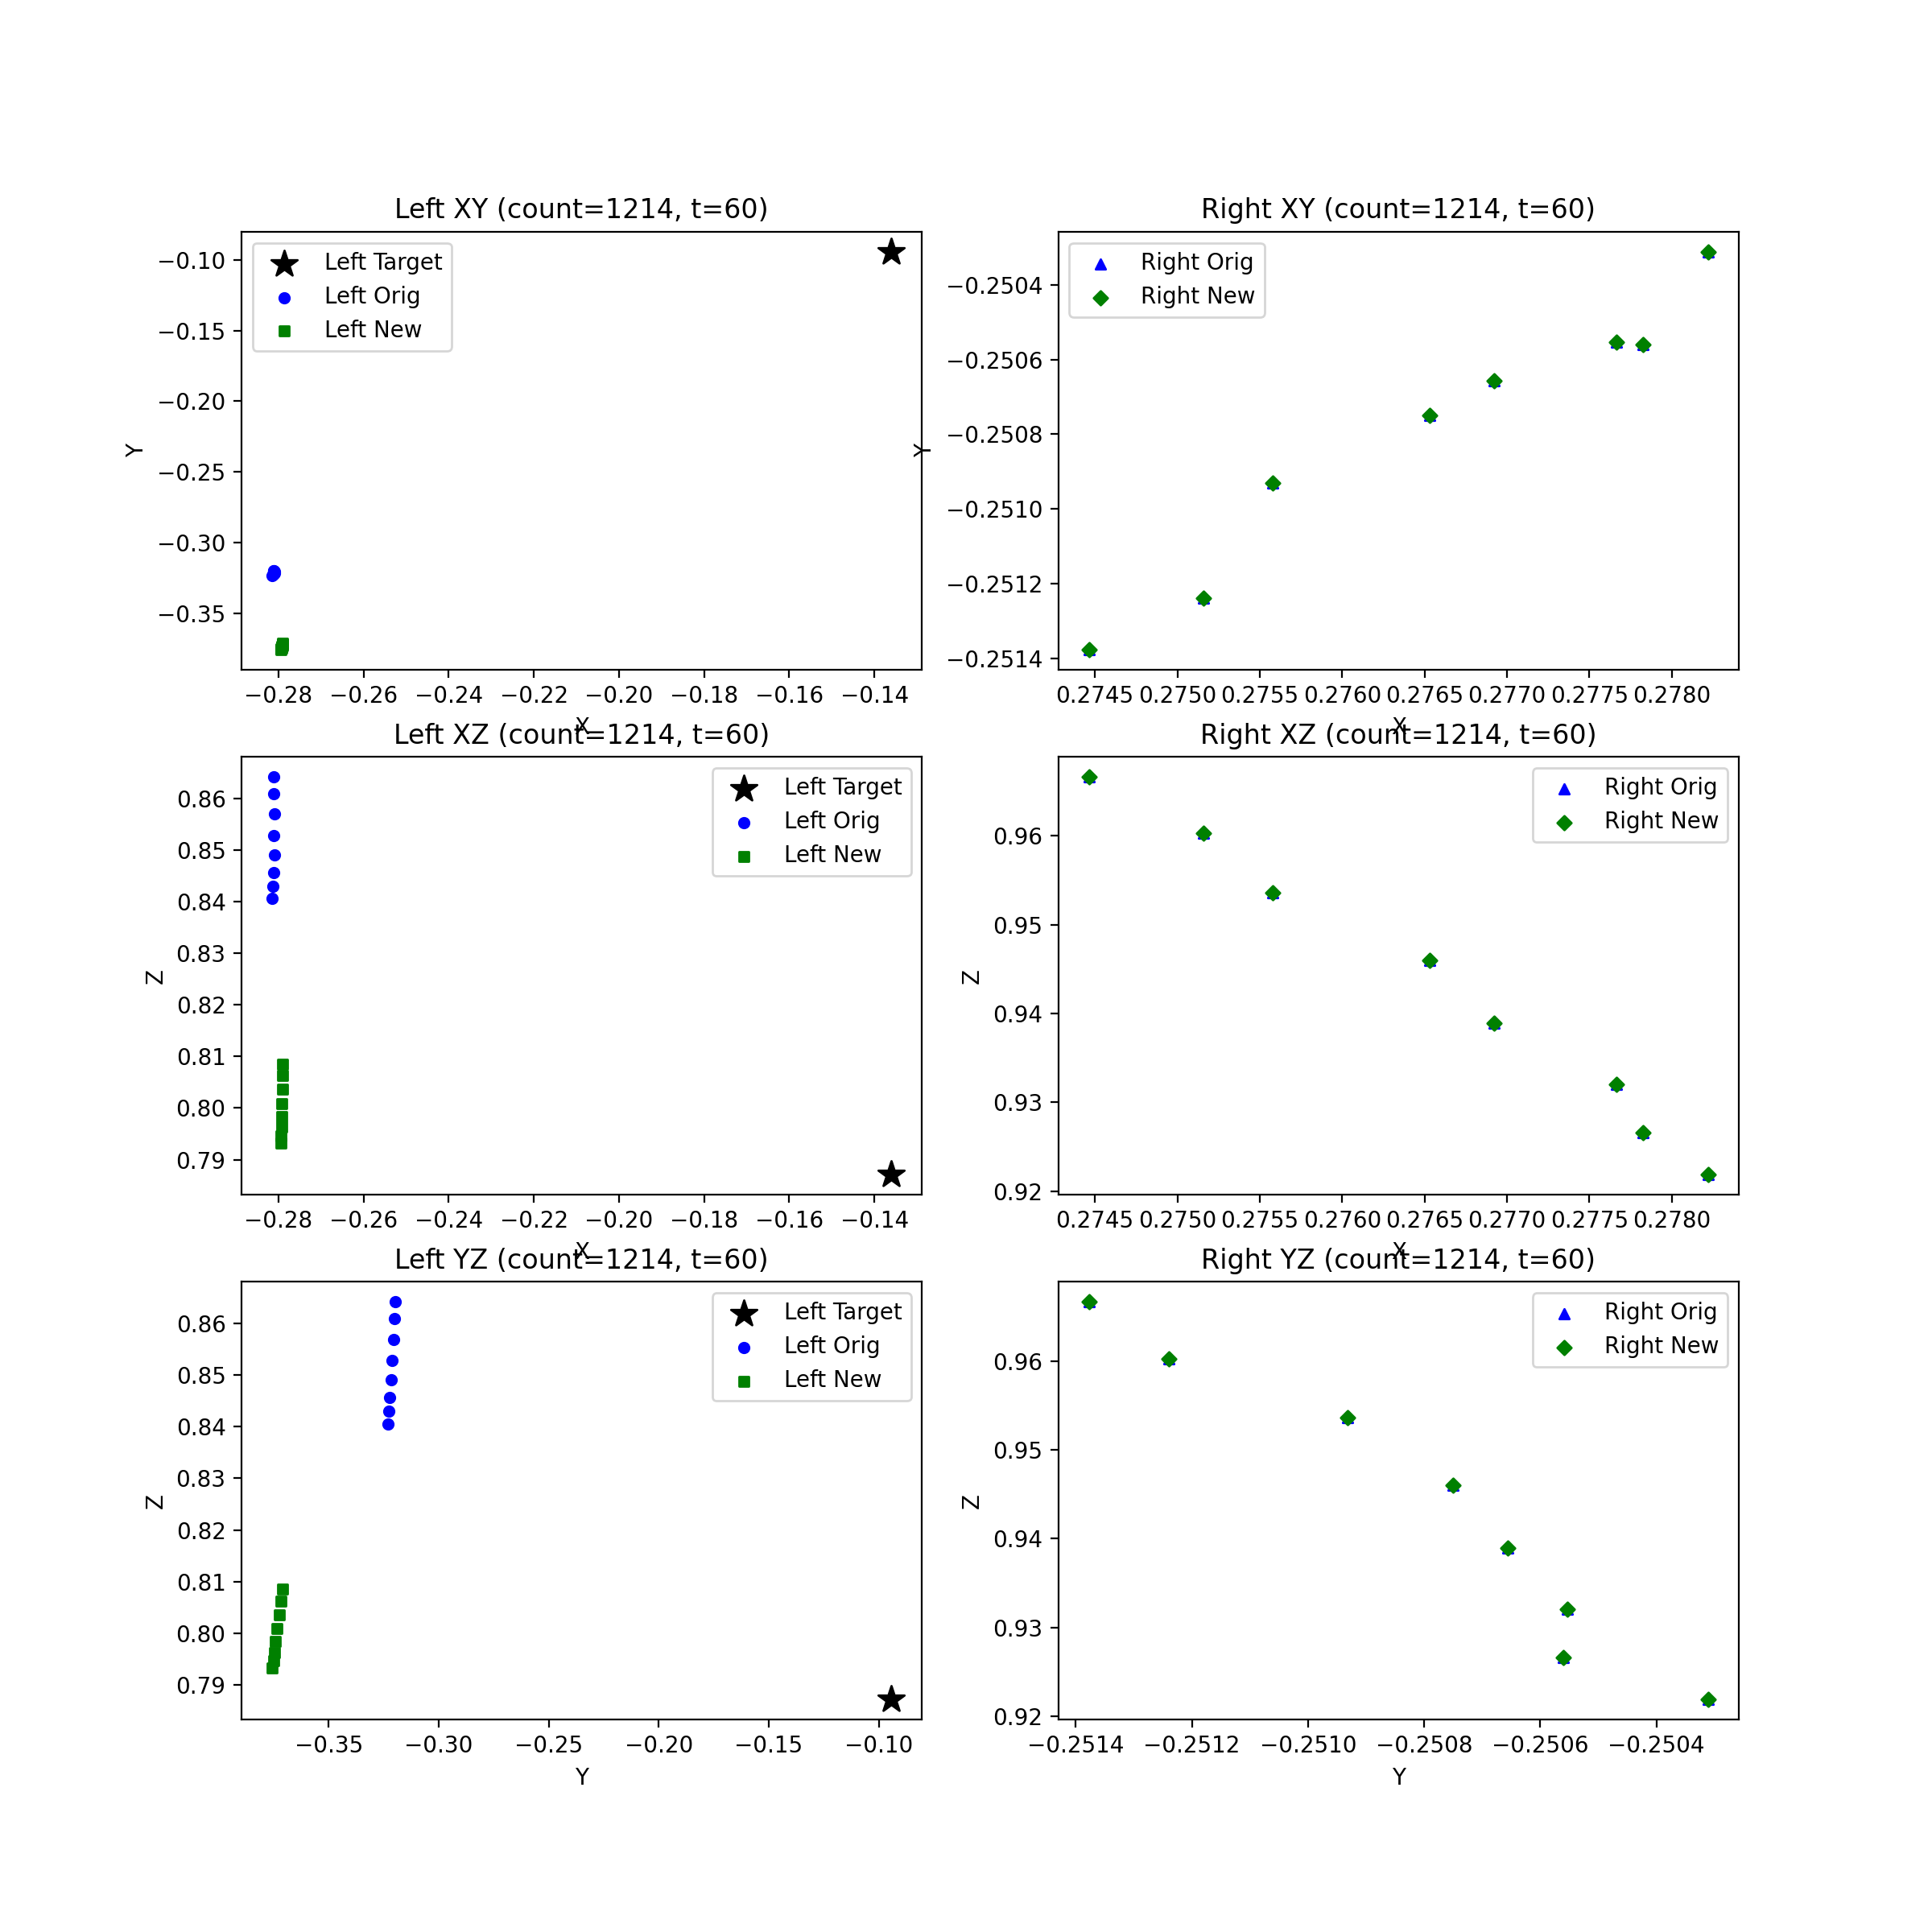 Left XY (count=1214, t=60)
Left Target
Left Orig
Left New
−0.10
−0.15
−0.20
−0.25
−0.30
−0.35
Y
−0.28 −0.26 −0.24 −0.22 −0.20 −0.18 −0.16 −0.14
X
Right XY (count=1214, t=60)
Right Orig
Right New
−0.2504
−0.2506
−0.2508
−0.2510
−0.2512
−0.2514
Y
0.2745 0.2750 0.2755 0.2760 0.2765 0.2770 0.2775 0.2780
X
Left XZ (count=1214, t=60)
Left Target
Left Orig
Left New
0.86
0.85
0.84
0.83
0.82
0.81
0.80
0.79
Z
−0.28 −0.26 −0.24 −0.22 −0.20 −0.18 −0.16 −0.14
X
Right XZ (count=1214, t=60)
Right Orig
Right New
0.96
0.95
0.94
0.93
0.92
Z
0.2745 0.2750 0.2755 0.2760 0.2765 0.2770 0.2775 0.2780
X
Left YZ (count=1214, t=60)
Left Target
Left Orig
Left New
0.86
0.85
0.84
0.83
0.82
0.81
0.80
0.79
Z
−0.35 −0.30 −0.25 −0.20 −0.15 −0.10
Y
Right YZ (count=1214, t=60)
Right Orig
Right New
0.96
0.95
0.94
0.93
0.92
Z
−0.2514 −0.2512 −0.2510 −0.2508 −0.2506 −0.2504
Y